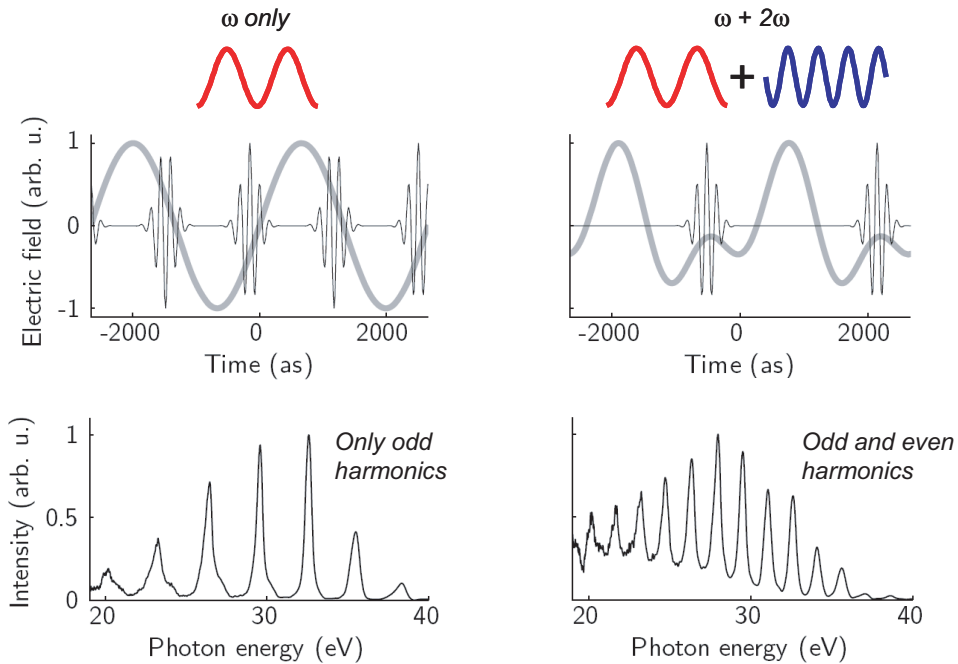 ω only
ω + 2ω
+
Electric field (arb. u.)
1
0
-1
-2000 0 2000
Time (as)
-2000 0 2000
Time (as)
Intensity (arb. u.)
1
0.5
0
Only odd
harmonics
20 30 40
Photon energy (eV)
Odd and even
harmonics
20 30 40
Photon energy (eV)